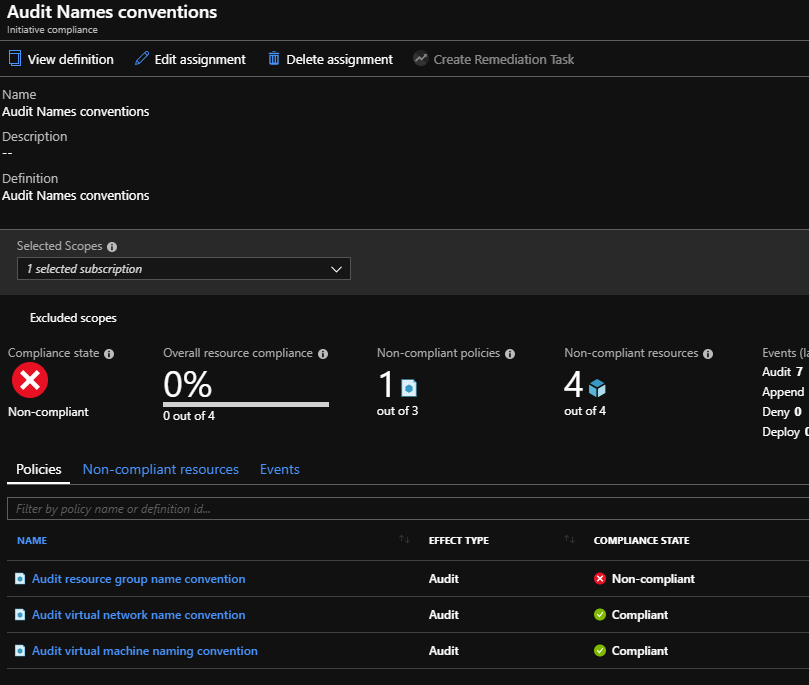 Audit Names conventions
Initiative compliance
View definition Edit assignment Delete assignment Create Remediation Task
Name
Audit Names conventions
Description
--
Definition
Audit Names conventions
Selected Scopes
1 selected subscription
Excluded scopes
Compliance state Overall resource compliance Non-compliant policies Non-compliant resources Events (la
0% 1 4 Audit 7
Non-compliant 0 out of 4 out of 3 out of 4 Append
Deny 0
Deploy 0
Policies Non-compliant resources Events
Filter by policy name or definition id...
NAME EFFECT TYPE COMPLIANCE STATE
Audit resource group name convention Audit Non-compliant
Audit virtual network name convention Audit Compliant
Audit virtual machine naming convention Audit Compliant